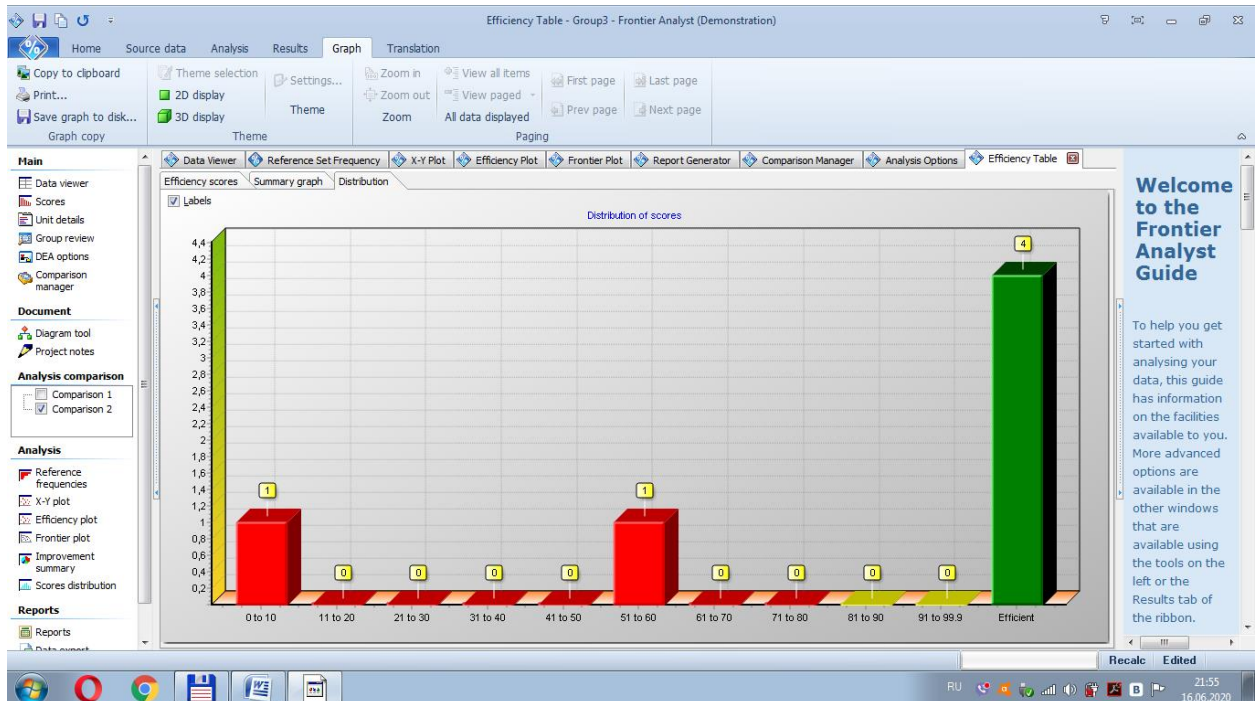 Efficiency Table - Group3 - Frontier Analyst (Demonstration)
Home Source data Analysis Results Graph Translation
Copy to clipboard
Print...
Save graph to disk...
Graph copy
Theme selection
2D display
3D display
Settings...
Theme
Theme
Zoom in
Zoom out
Zoom
View all items
View paged
All data displayed
First page
Prev page
Last page
Next page
Paging
Main
Data viewer
Scores
Unit details
Group review
DEA options
Comparison
manager
Document
Diagram tool
Project notes
Analysis comparison
Comparison 1
Comparison 2
Analysis
Reference
frequencies
X-Y plot
Efficiency plot
Frontier plot
Improvement
summary
Scores distribution
Reports
Reports
Data export
Data Viewer Reference Set Frequency X-Y Plot Efficiency Plot Frontier Plot Report Generator Comparison Manager Analysis Options Efficiency Table
Efficiency scores Summary graph Distribution
Labels
Distribution of scores
4,4
4,2
4
3,8
3,6
3,4
3,2
3
2,8
2,6
2,4
2,2
2
1,8
1,6
1,4
1,2
1
0,8
0,6
0,4
0,2
1 0 0 0 0 1 0 0 0 0 4
0 to 10 11 to 20 21 to 30 31 to 40 41 to 50 51 to 60 61 to 70 71 to 80 81 to 90 91 to 99.9 Efficient
Welcome
to the
Frontier
Analyst
Guide
To help you get
started with
analysing your
data, this guide
has information
on the facilities
available to you.
More advanced
options are
available in the
other windows
that are
available using
the tools on the
left or the
Results tab of
the ribbon.
Recalc Edited
RU
21:55
16.06.2020